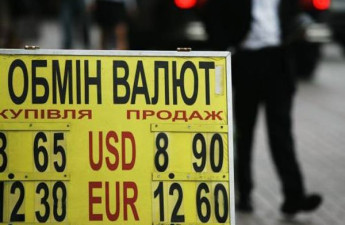 ОБМІН ВАЛЮТ
КУПІВЛЯ ПРОДАЖ
8 65 USD 8 90
12 30 EUR 12 60